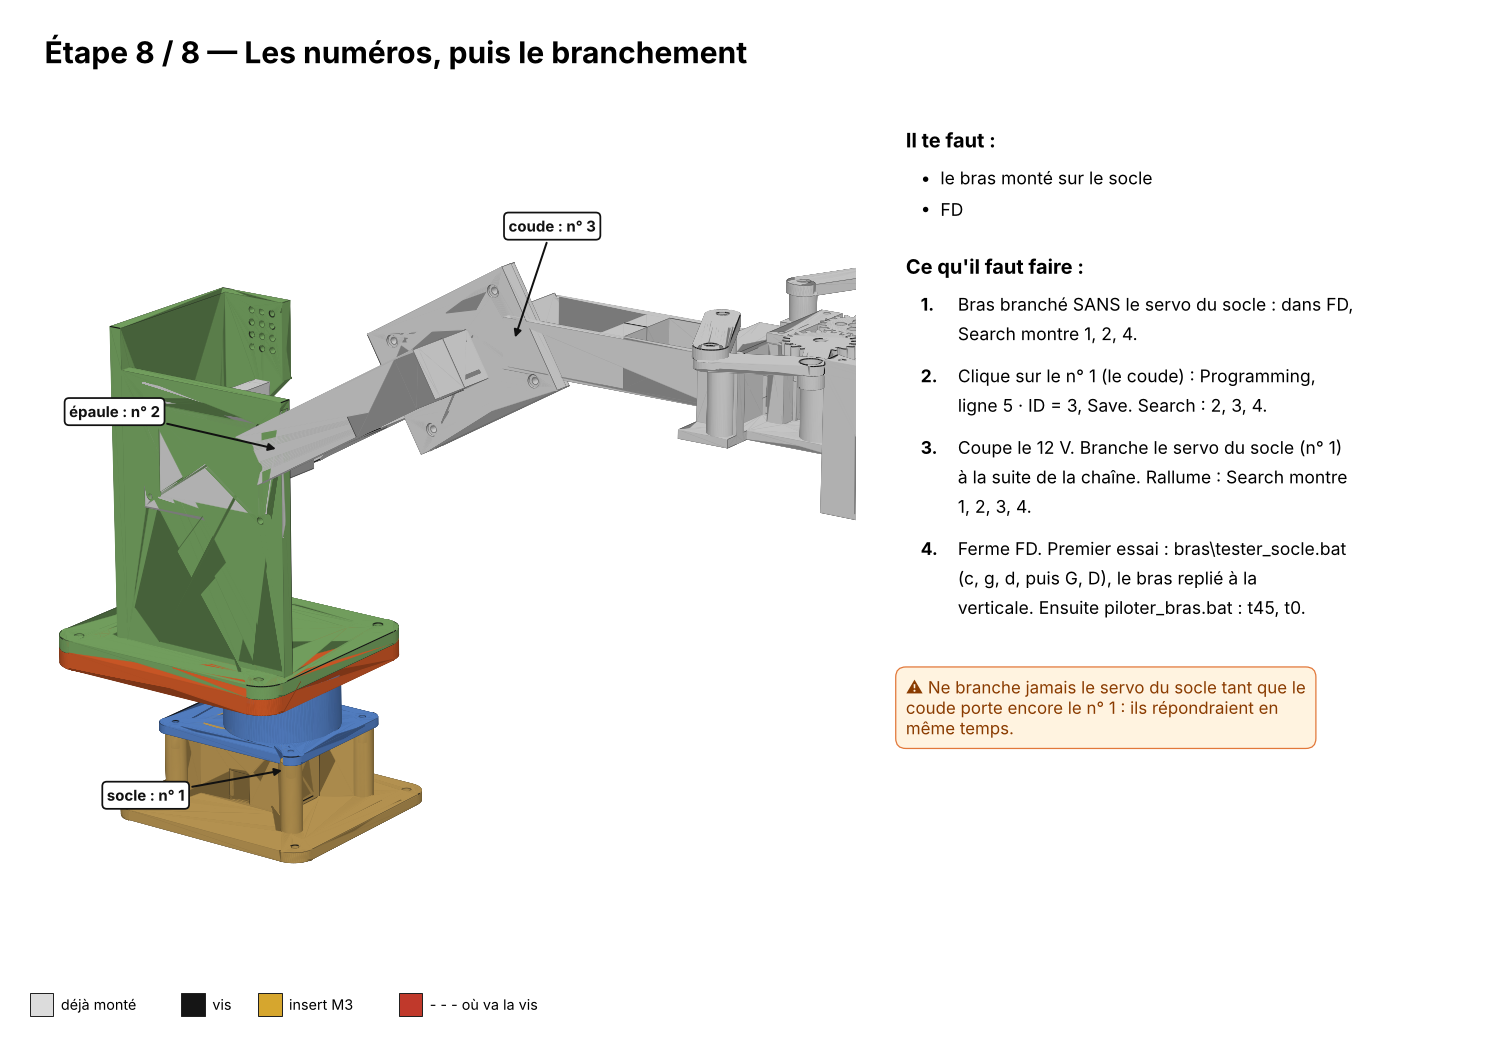 Étape 8 / 8 — Les numéros, puis le branchement
coude : n° 3
épaule : n° 2
socle : n° 1
Il te faut :
• le bras monté sur le socle
• FD
Ce qu'il faut faire :
1. Bras branché SANS le servo du socle : dans FD,
Search montre 1, 2, 4.
2. Clique sur le n° 1 (le coude) : Programming,
ligne 5 · ID = 3, Save. Search : 2, 3, 4.
3. Coupe le 12 V. Branche le servo du socle (n° 1)
à la suite de la chaîne. Rallume : Search montre
1, 2, 3, 4.
4. Ferme FD. Premier essai : bras\tester_socle.bat
(c, g, d, puis G, D), le bras replié à la
verticale. Ensuite piloter_bras.bat : t45, t0.
⚠ Ne branche jamais le servo du socle tant que le
coude porte encore le n° 1 : ils répondraient en
même temps.
déjà monté
vis
insert M3
- - - où va la vis